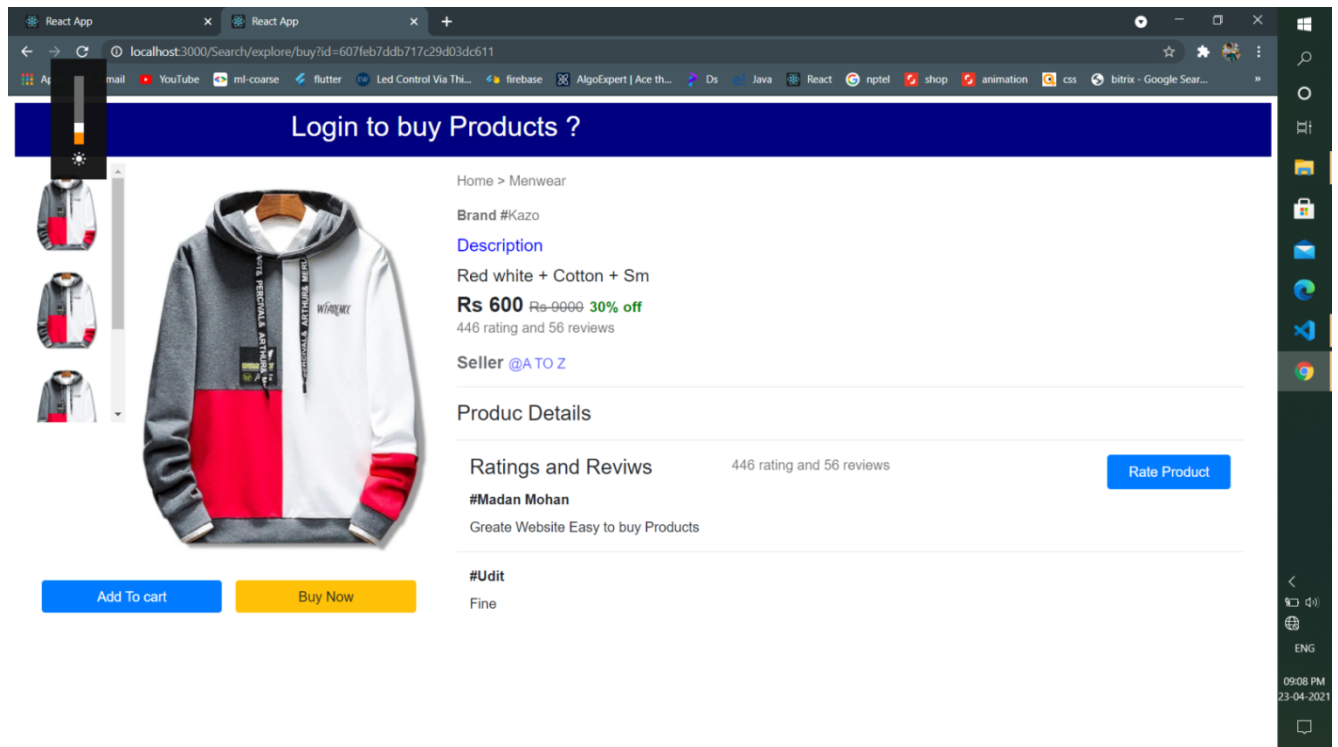 React App
React App
localhost:3000/Search/explore/buy?id=607feb7ddb717c29d03dc611
YouTube ml-coarse flutter Led Control Via Thi... firebase AlgoExpert | Ace th... Ds Java React nptel shop animation css bitrix - Google Sear... »
Login to buy Products ?
Home > Menwear
Brand #Kazo
Description
Red white + Cotton + Sm
Rs 600 Rs 9000 30% off
446 rating and 56 reviews
Seller @A TO Z
Produc Details
Ratings and Reviws 446 rating and 56 reviews Rate Product
#Madan Mohan
Greate Website Easy to buy Products
#Udit
Fine
Add To cart Buy Now
ENG
09:08 PM
23-04-2021